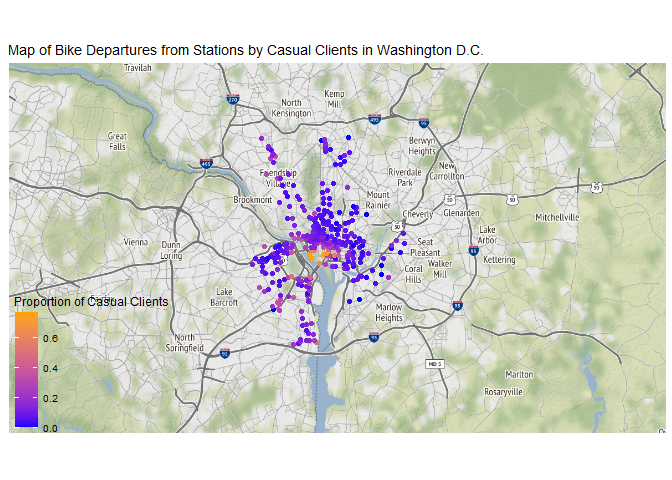 Map of Bike Departures from Stations by Casual Clients in Washington D.C.
Travilah
270
North
Kensington
Kemp
Mill
495
95
Great
Falls
Berwyn
Heights
495
Friendship
Village
Riverdale
Park
New
Carrollton
Brookmont
Mount
Rainier
50
50
50
Cheverly
Glenarden
Mitchellville
Vienna
Dunn
Loring
Seat
Pleasant
Lake
Arbor
95
Kettering
Walker
Mill
Coral
Hills
Lake
Barcroft
Proportion of Casual Clients
Marlow
Heights
95
0.6
North
Springfield
95
95
0.4
MD 5
Marlton
0.2
Rosaryville
0.0